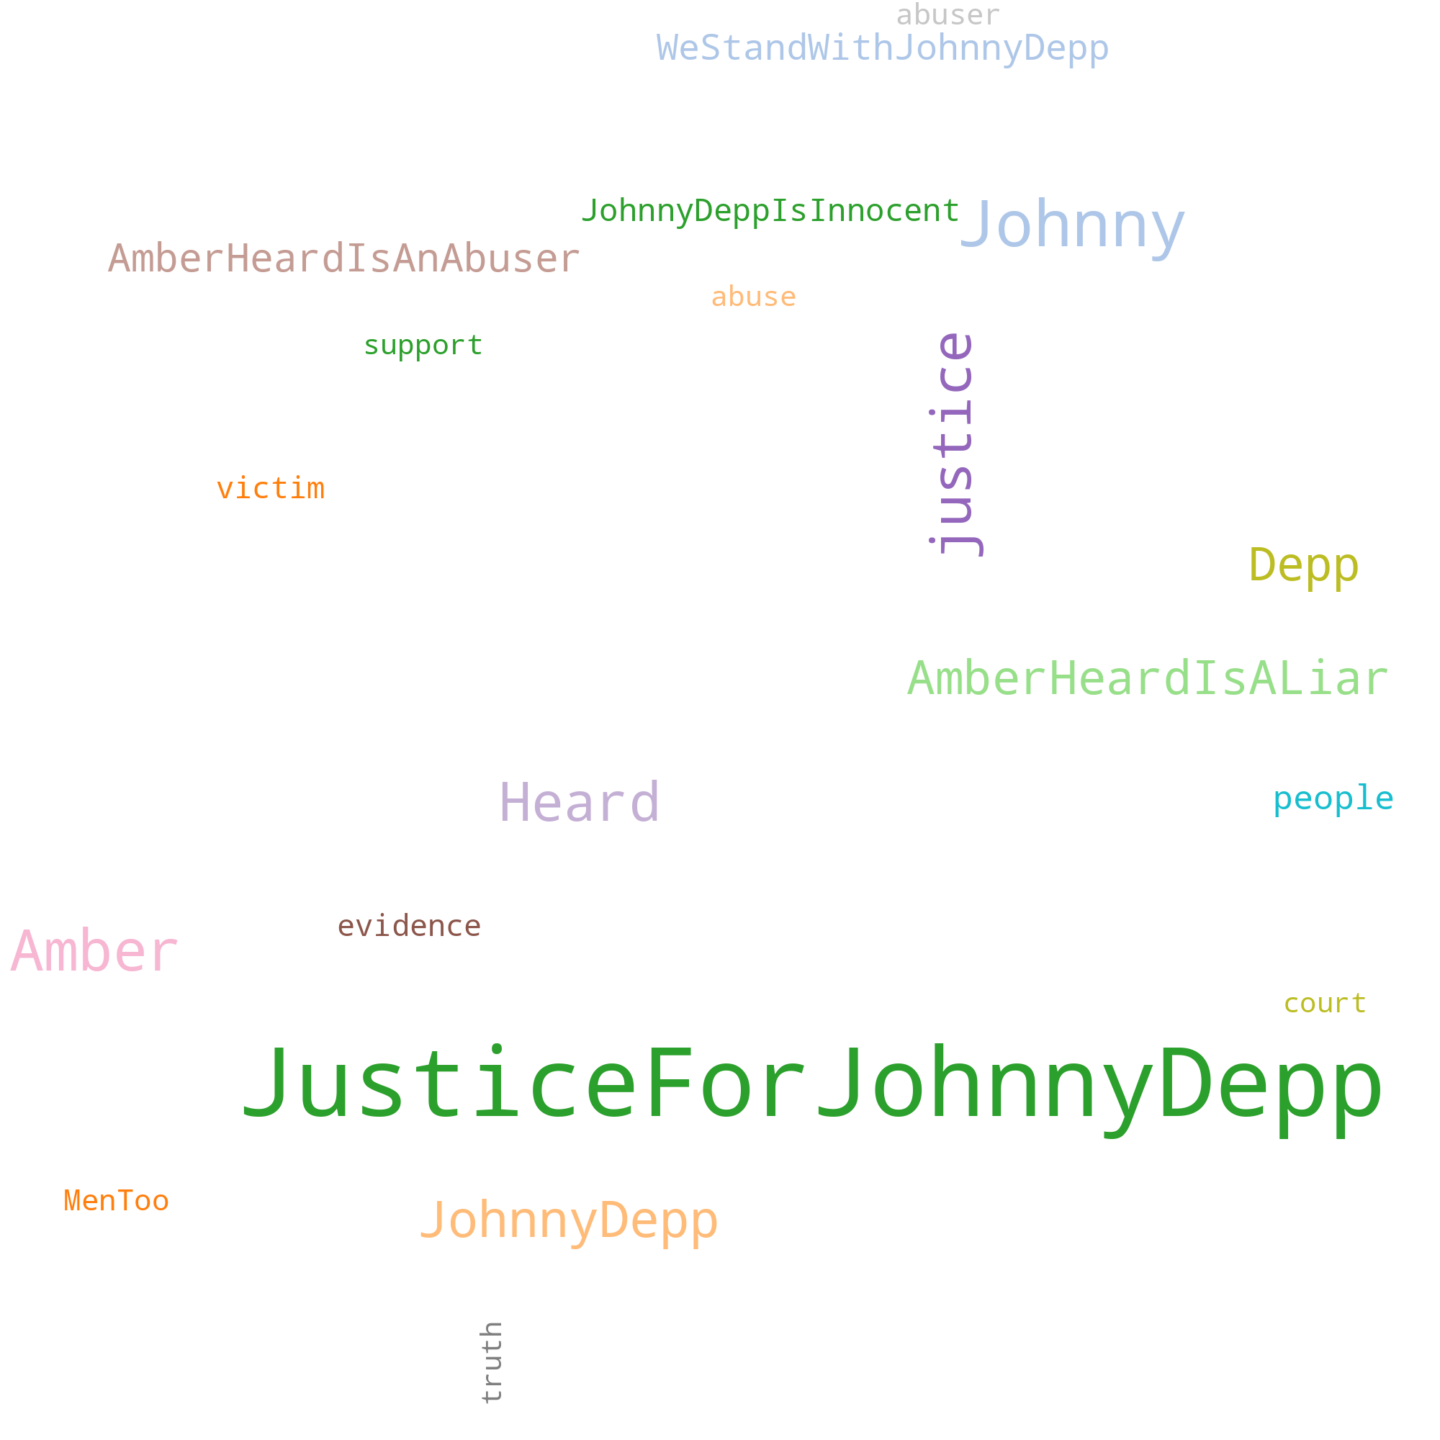 abuser
WeStandWithJohnnyDepp
JohnnyDeppIsInnocent
Johnny
AmberHeardIsAnAbuser
abuse
support
justice
victim
Depp
AmberHeardIsALiar
Heard
people
evidence
Amber
court
JusticeForJohnnyDepp
MenToo
JohnnyDepp
truth